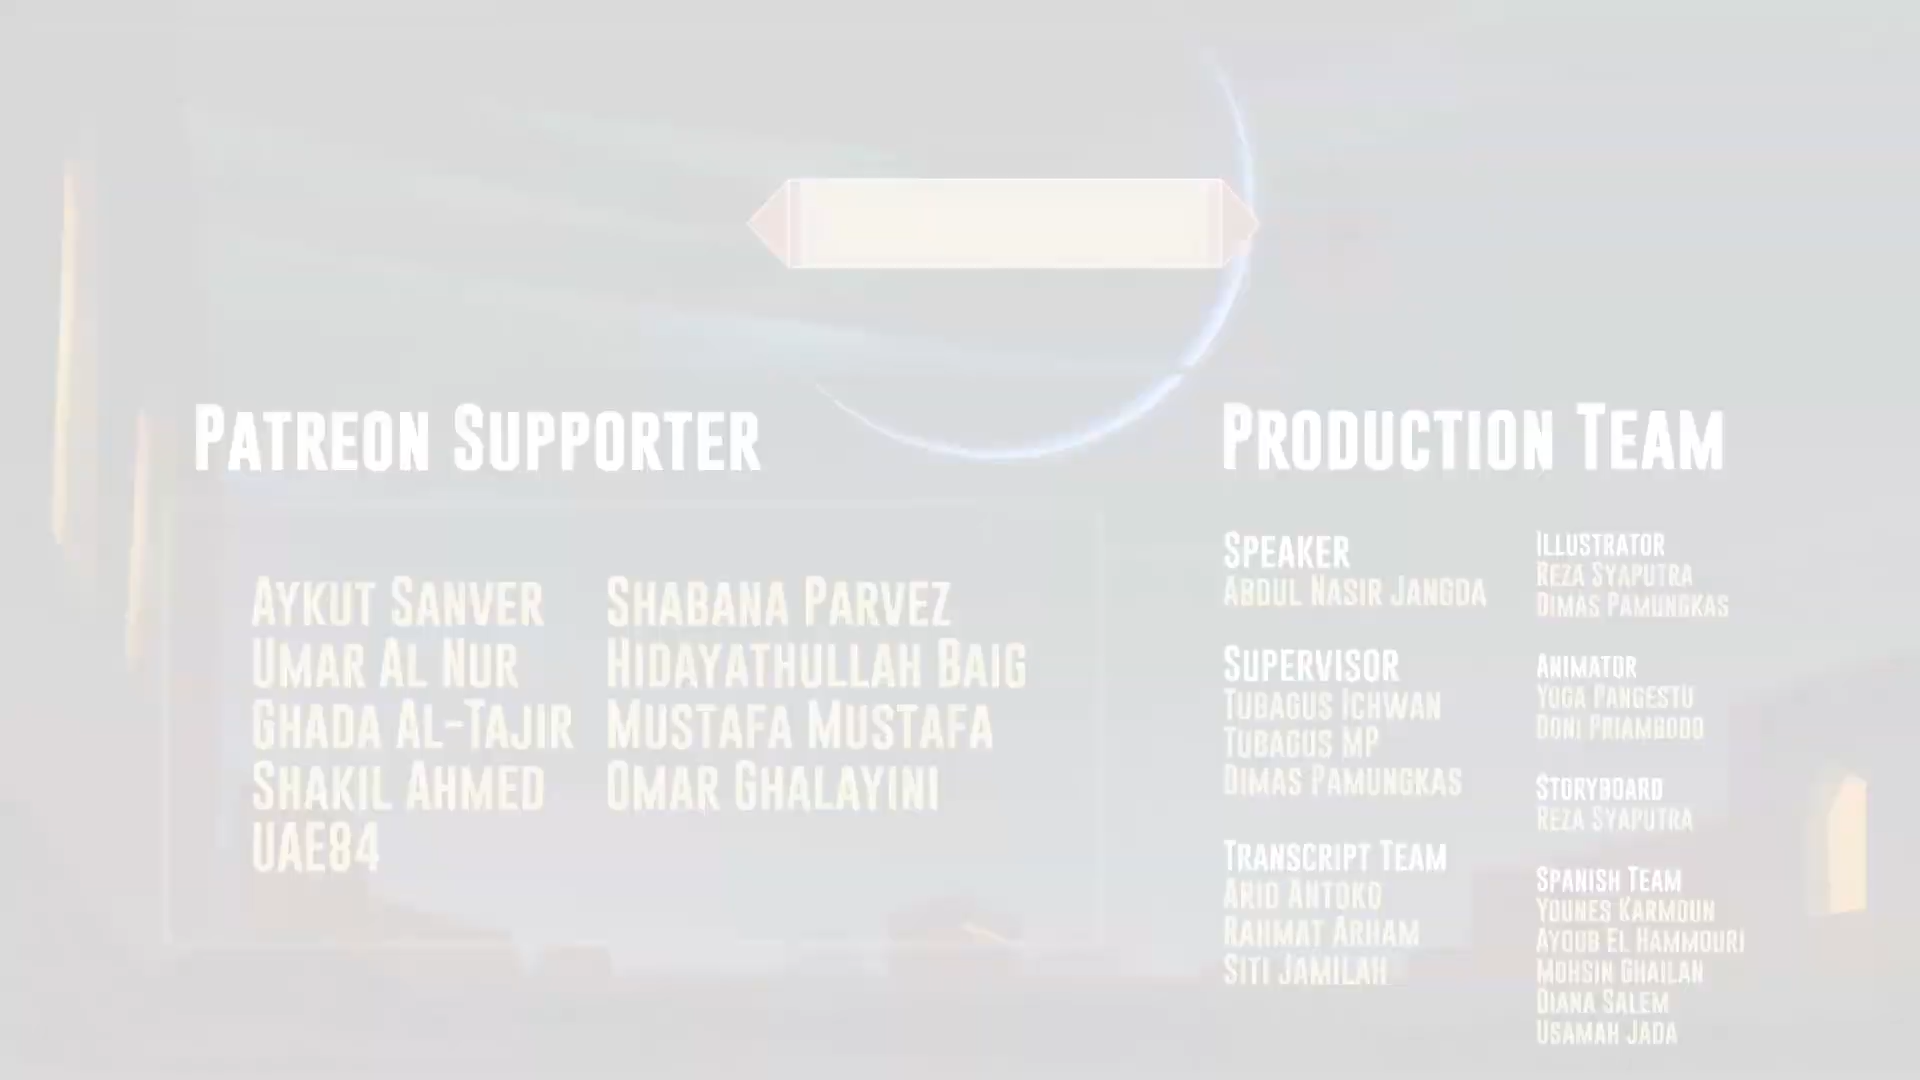 Patreon Supporter
Aykut Sanver
Umar Al Nur
Ghada Al-Tajir
Shakil Ahmed
UAE84
Shabana Parvez
Hidayathullah Baig
Mustafa Mustafa
Omar Ghalayini
Production Team
Speaker
Abdul Nasir Jangda
Supervisor
Tubagus Ichwan
Tubagus MP
Dimas Pamungkas
Transcript Team
Arid Antoko
Rahmat Arham
Siti Jamilah
Illustrator
Reza Syaputra
Dimas Pamungkas
Animator
Yoga Pangestu
Doni Priambodo
Storyboard
Reza Syaputra
Spanish Team
Younes Karmoun
Ayoub El Hammouri
Mohsin Ghailan
Diana Salem
Usamah Jada